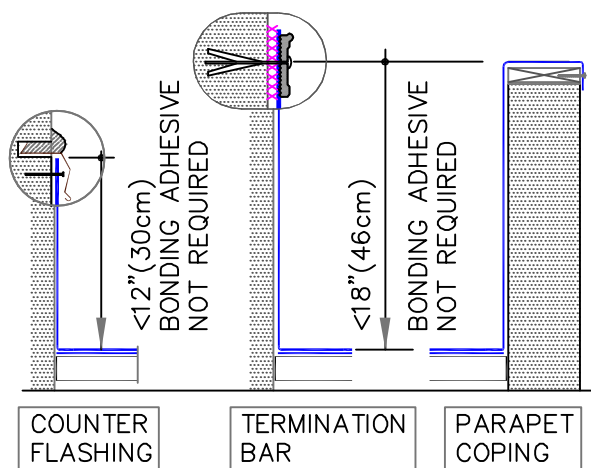 <12”(30cm)
BONDING ADHESIVE
NOT REQUIRED
<18”(46cm)
BONDING ADHESIVE
NOT REQUIRED
COUNTER
FLASHING
TERMINATION
BAR
PARAPET
COPING